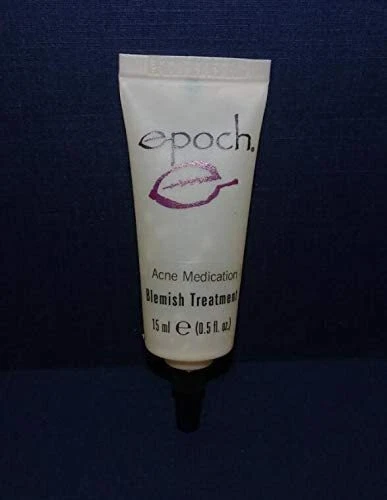 epoch®
Acne Medication
Blemish Treatment
15 ml ℮ (0.5 fl. oz.)